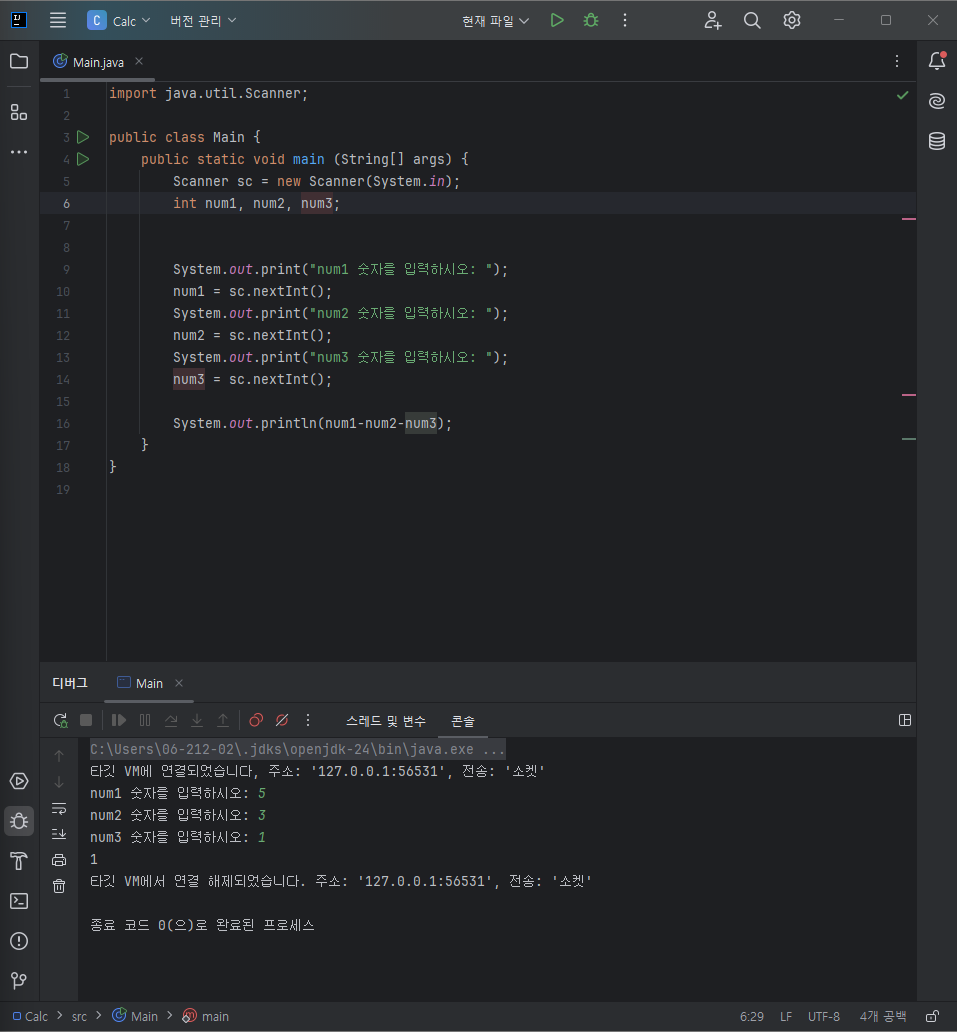 C Calc 버전 관리 현재 파일
Main.java
1 import java.util.Scanner;
2
3 public class Main {
4 public static void main (String[] args) {
5 Scanner sc = new Scanner(System.in);
6 int num1, num2, num3;
7
8
9 System.out.print("num1 숫자를 입력하시오: ");
10 num1 = sc.nextInt();
11 System.out.print("num2 숫자를 입력하시오: ");
12 num2 = sc.nextInt();
13 System.out.print("num3 숫자를 입력하시오: ");
14 num3 = sc.nextInt();
15
16 System.out.println(num1-num2-num3);
17 }
18 }
19
디버그 Main
스레드 및 변수 콘솔
C:\Users\06-212-02\.jdks\openjdk-24\bin\java.exe ...
타깃 VM에 연결되었습니다, 주소: '127.0.0.1:56531', 전송: '소켓'
num1 숫자를 입력하시오: 5
num2 숫자를 입력하시오: 3
num3 숫자를 입력하시오: 1
1
타깃 VM에서 연결 해제되었습니다. 주소: '127.0.0.1:56531', 전송: '소켓'
종료 코드 0(으)로 완료된 프로세스
Calc > src > Main > main 6:29 LF UTF-8 4개 공백